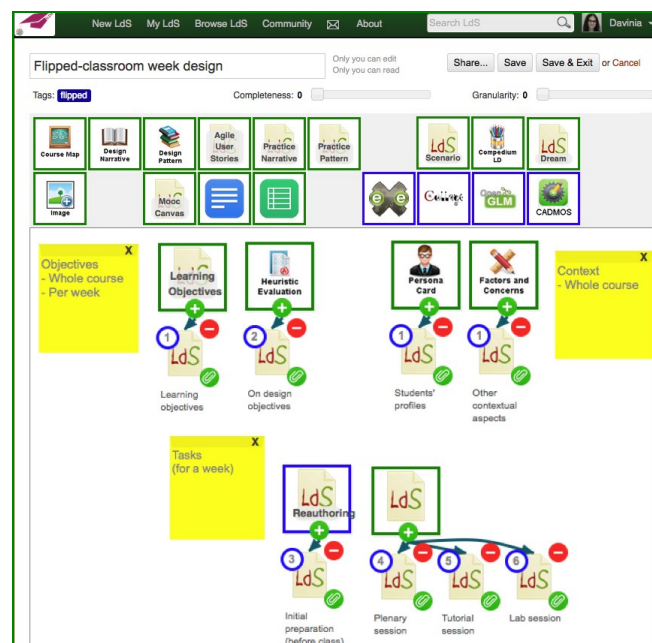 New LdS My LdS Browse LdS Community About Search LdS Davinia
Flipped-classroom week design
Only you can edit
Only you can read
Share... Save Save & Exit or Cancel
Tags: flipped Completeness: 0 Granularity: 0
Course Map
Design
Narrative
Design
Pattern
Agile
User
Stories
Practice
Narrative
Practice
Pattern
LdS
Scenario
Compedium
LD
LdS
Dream
Image
Mooc
Canvas
eXe
OpenGLM
CADMOS
Objectives
- Whole course
- Per week
X
Learning
Objectives
Heuristic
Evaluation
Persona
Card
Factors and
Concerns
X
Context
- Whole course
1 LdS
Learning
objectives
2 LdS
On design
objectives
1 LdS
Students'
profiles
1 LdS
Other
contextual
aspects
X
Tasks
(for a week)
LdS
Reauthoring
LdS
3 LdS
Initial
preparation
(before class)
4 LdS
Plenary
session
5 LdS
Tutorial
session
6 LdS
Lab session